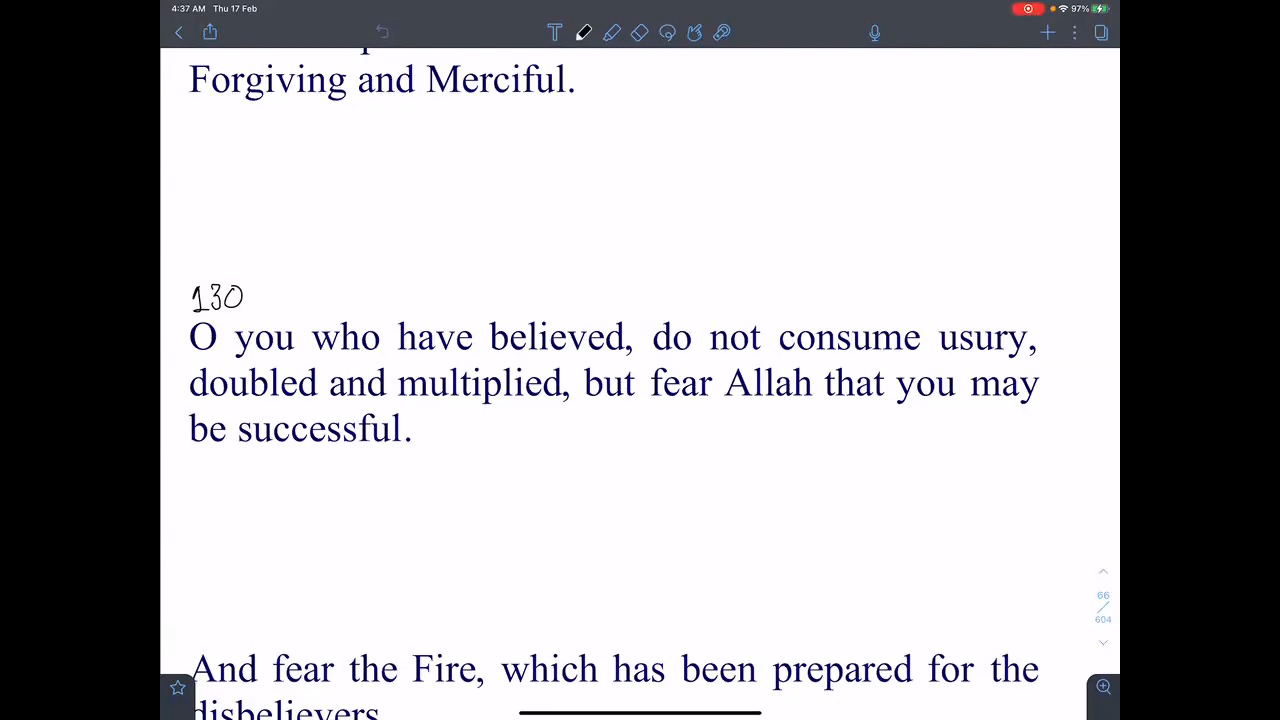 4:37 AM Thu 17 Feb
97%
Forgiving and Merciful.
130
O you who have believed, do not consume usury,
doubled and multiplied, but fear Allah that you may
be successful.
66
604
And fear the Fire, which has been prepared for the
disbelievers